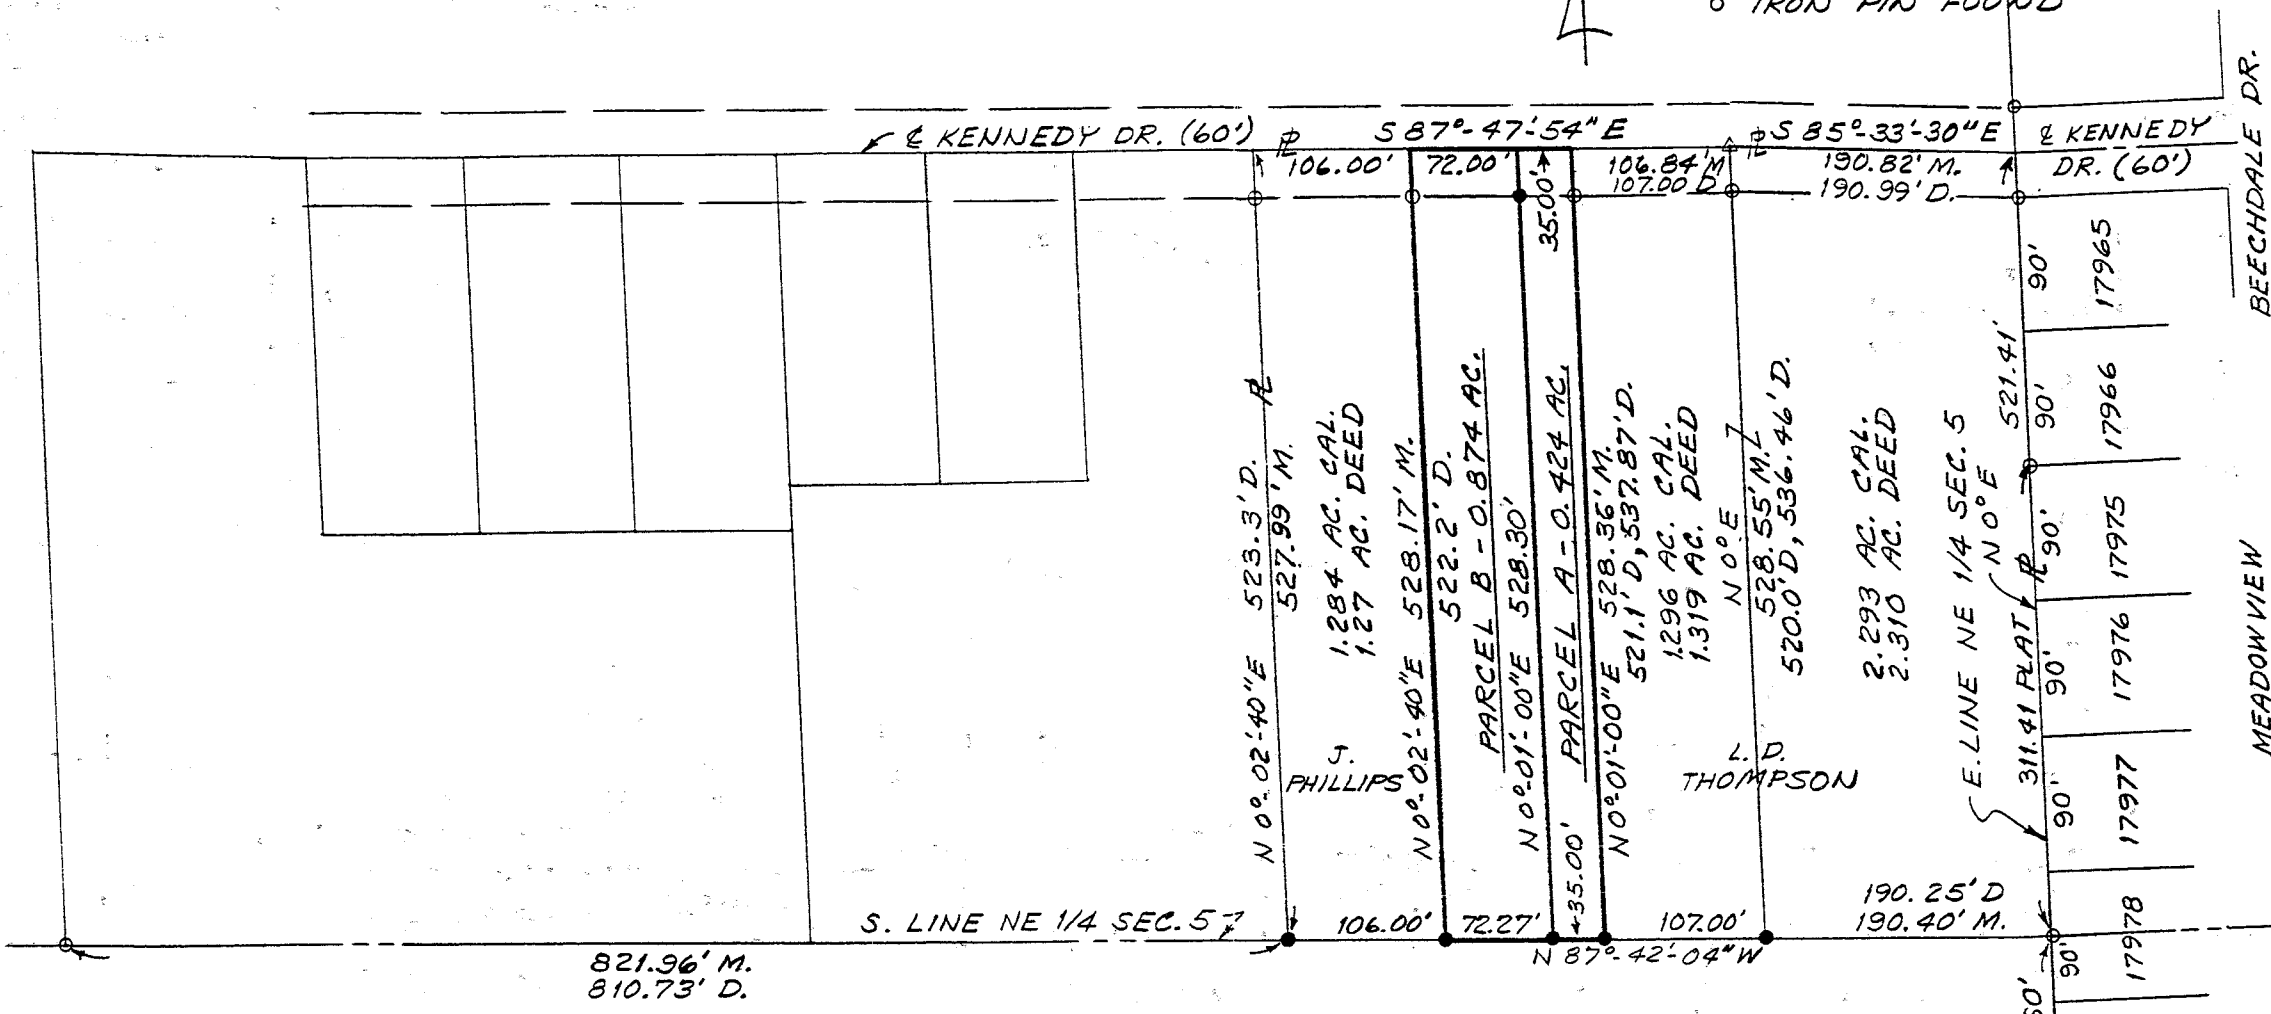 IRON PIN FOUND
℄ KENNEDY DR. (60')
℞
S 87°-47'-54" E
℞
S 85°-33'-30" E
℄ KENNEDY
DR. (60')
BEECHDALE DR.
106.00'
72.00'
35.00'
106.84' M
107.00 D
190.82' M.
190.99' D.
N 0°-02'-40" E 523.3' D.
527.99' M.
1.284 AC. CAL.
1.27 AC. DEED
J.
PHILLIPS
N 0°-02'-40" E 528.17' M.
522.2' D.
PARCEL B - 0.874 AC.
N 0°-01'-00" E 528.30'
PARCEL A - 0.424 AC.
N 0°-01'-00" E 528.36' M.
521.1' D, 537.87' D.
1.296 AC. CAL.
1.319 AC. DEED
N 0° E
528.55' M.
520.0' D, 536.46' D.
L. D.
THOMPSON
2.293 AC. CAL.
2.310 AC. DEED
E. LINE NE 1/4 SEC. 5
N 0° E
521.41'
311.41 PLAT
90' 17965
90' 17966
90' 17975
90' 17976
90' 17977
90' 17978
MEADOWVIEW
S. LINE NE 1/4 SEC. 5
106.00'
72.27'
35.00'
107.00'
190.25' D
190.40' M.
N 87°-42'-04" W
821.96' M.
810.73' D.